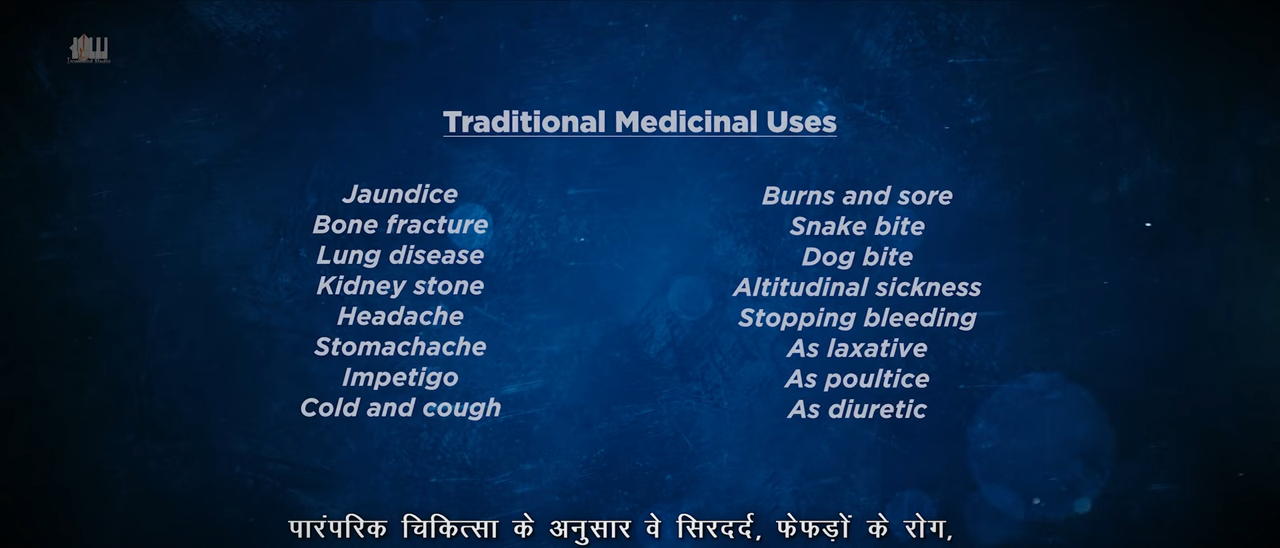 Traditional Medicinal Uses
Jaundice
Bone fracture
Lung disease
Kidney stone
Headache
Stomachache
Impetigo
Cold and cough
Burns and sore
Snake bite
Dog bite
Altitudinal sickness
Stopping bleeding
As laxative
As poultice
As diuretic
पारंपरिक चिकित्सा के अनुसार वे सिरदर्द, फेफड़ों के रोग,